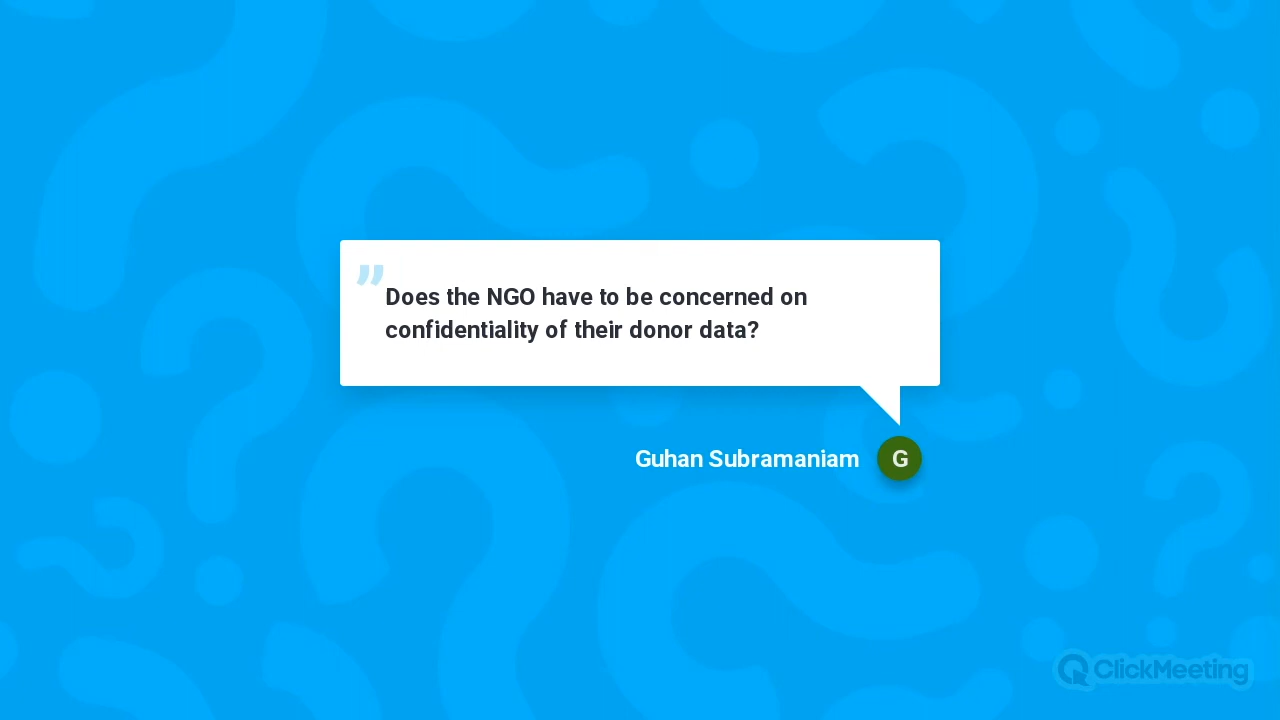 ”
Does the NGO have to be concerned on
confidentiality of their donor data?
Guhan Subramaniam
G
ClickMeeting